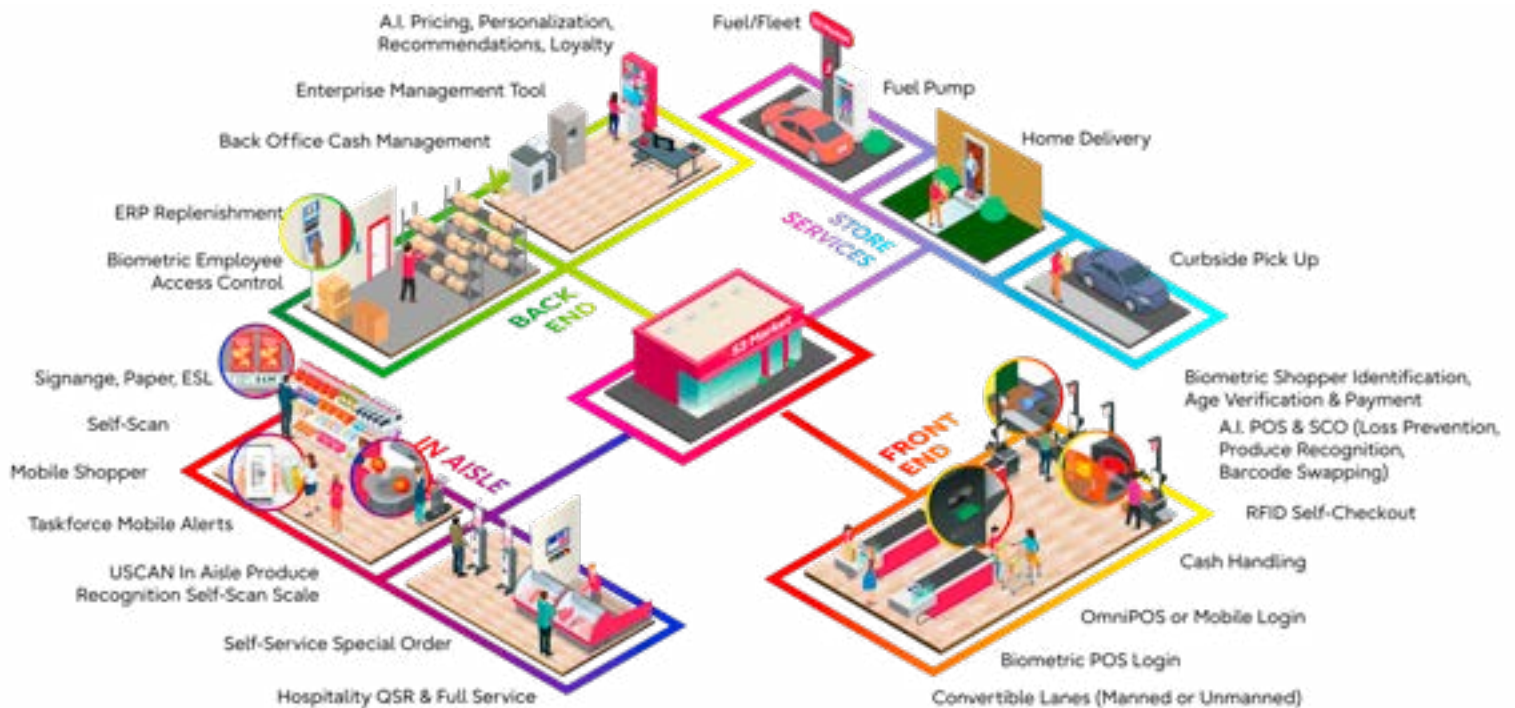 A.I. Pricing, Personalization,
Recommendations, Loyalty
Enterprise Management Tool
Back Office Cash Management
ERP Replenishment
Biometric Employee
Access Control
BACK
END
Fuel/Fleet
Fuel Pump
Home Delivery
Curbside Pick Up
STORE
SERVICES
Market
Signange, Paper, ESL
Self-Scan
Mobile Shopper
Taskforce Mobile Alerts
USCAN In Aisle Produce
Recognition Self-Scan Scale
Self-Service Special Order
Hospitality QSR & Full Service
IN AISLE
FRONT
END
Biometric Shopper Identification,
Age Verification & Payment
A.I. POS & SCO (Loss Prevention,
Produce Recognition,
Barcode Swapping)
RFID Self-Checkout
Cash Handling
OmniPOS or Mobile Login
Biometric POS Login
Convertible Lanes (Manned or Unmanned)